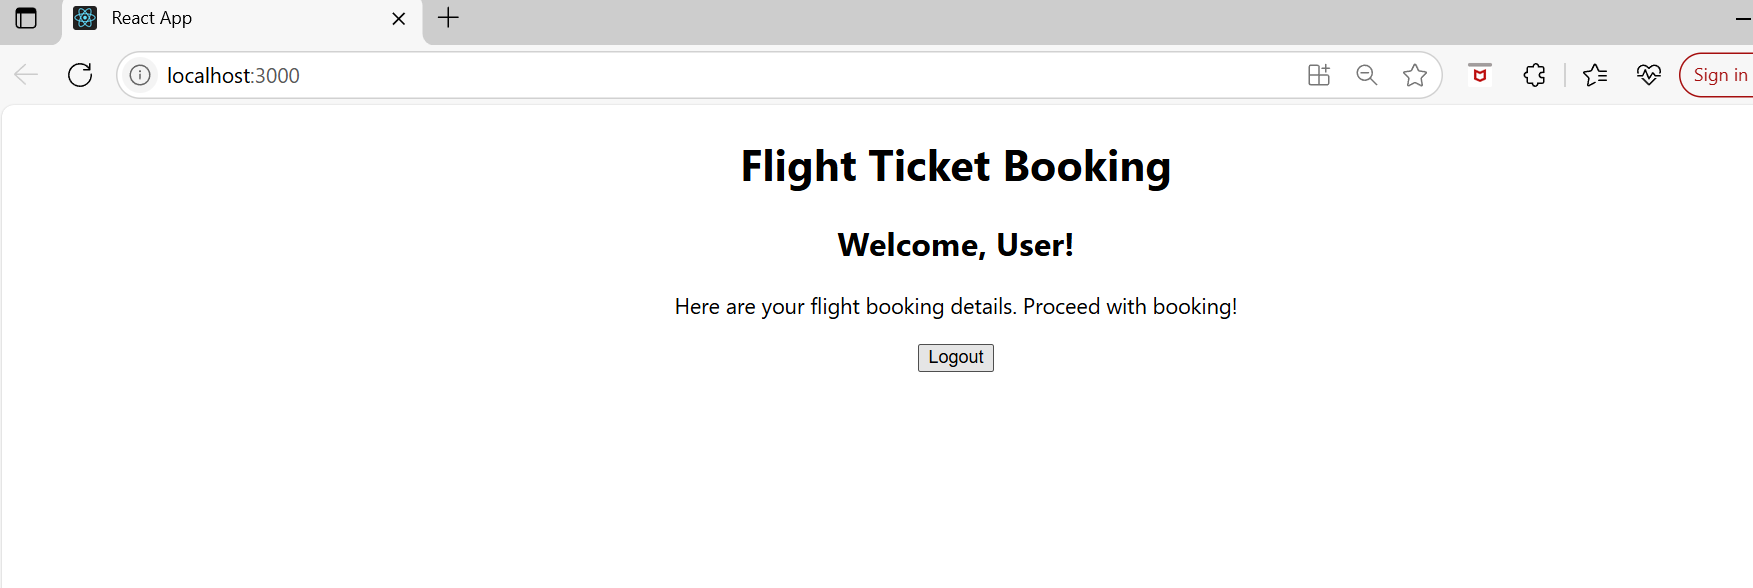 React App
localhost:3000
Sign in
Flight Ticket Booking
Welcome, User!
Here are your flight booking details. Proceed with booking!
Logout